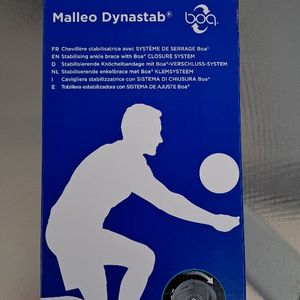 Malleo Dynastab®
boa
FR Chevillère stabilisatrice avec SYSTÈME DE SERRAGE Boa®
EN Stabilising ankle brace with Boa® CLOSURE SYSTEM
D Stabilisierende Knöchelbandage mit Boa®-VERSCHLUSS-SYSTEM
NL Stabiliserende enkelbrace met Boa® KLEMSYSTEEM
I Cavigliera stabilizzatrice con SISTEMA DI CHIUSURA Boa®
E Tobillera estabilizadora con SISTEMA DE AJUSTE Boa®